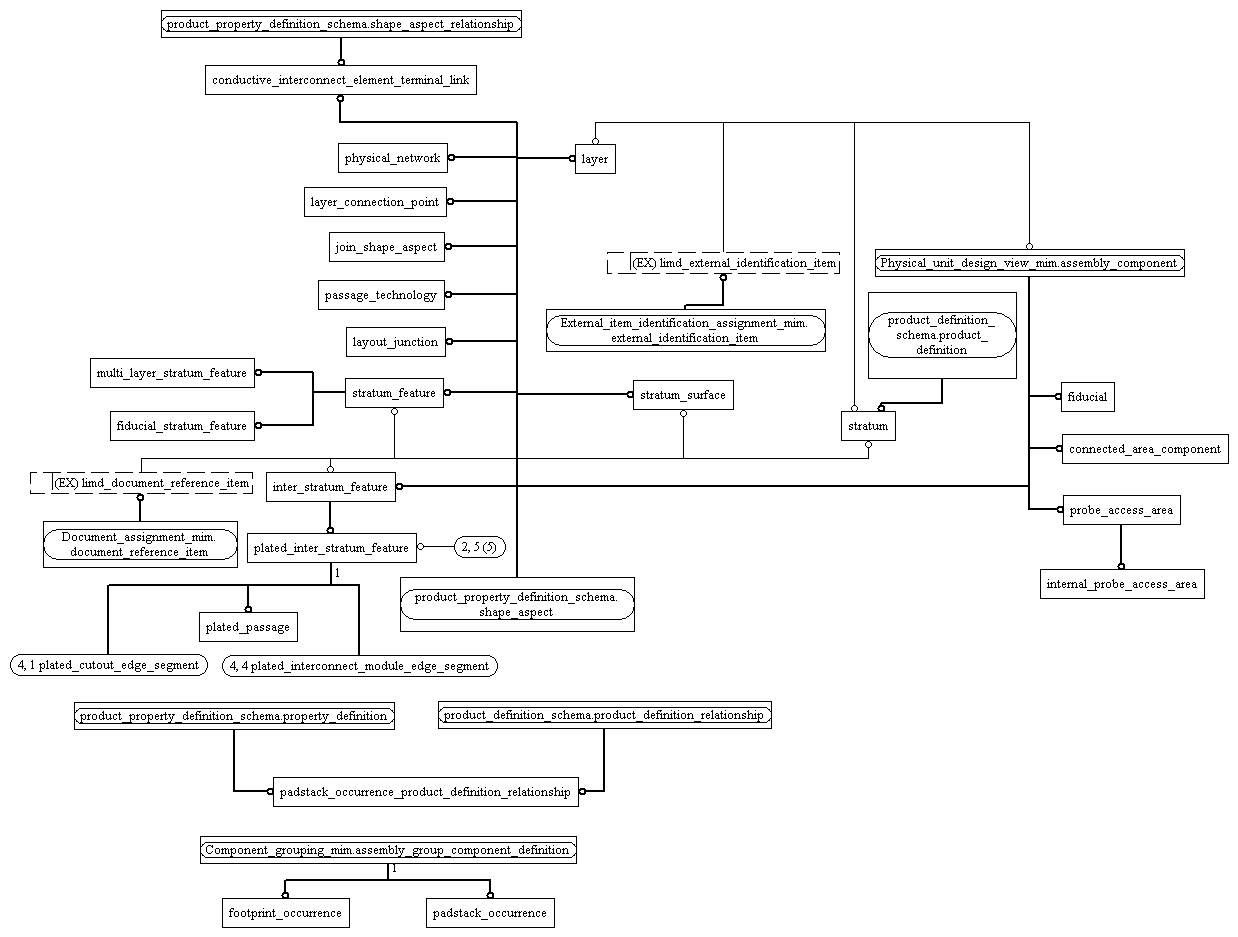 product_property_definition_schema.shape_aspect_relationship
conductive_interconnect_element_terminal_link
physical_network
layer
layer_connection_point
join_shape_aspect
(EX) limd_external_identification_item
Physical_unit_design_view_mim.assembly_component
passage_technology
External_item_identification_assignment_mim.
external_identification_item
product_definition_
schema.product_
definition
layout_junction
multi_layer_stratum_feature
stratum_feature
stratum_surface
fiducial
fiducial_stratum_feature
stratum
connected_area_component
(EX) limd_document_reference_item
inter_stratum_feature
probe_access_area
Document_assignment_mim.
document_reference_item
plated_inter_stratum_feature
2, 5 (5)
1
internal_probe_access_area
product_property_definition_schema.
shape_aspect
plated_passage
4, 1 plated_cutout_edge_segment
4, 4 plated_interconnect_module_edge_segment
product_property_definition_schema.property_definition
product_definition_schema.product_definition_relationship
padstack_occurrence_product_definition_relationship
Component_grouping_mim.assembly_group_component_definition
1
footprint_occurrence
padstack_occurrence